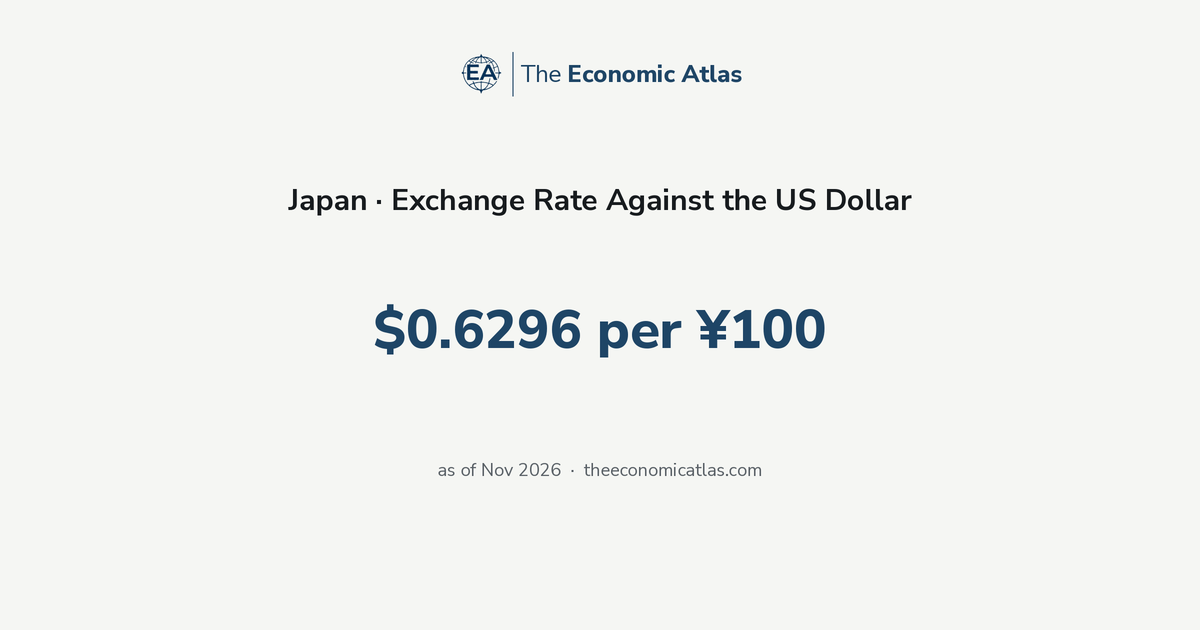 EA The Economic Atlas
Japan · Exchange Rate Against the US Dollar
$0.6296 per ¥100
as of Nov 2026 · theeconomicatlas.com